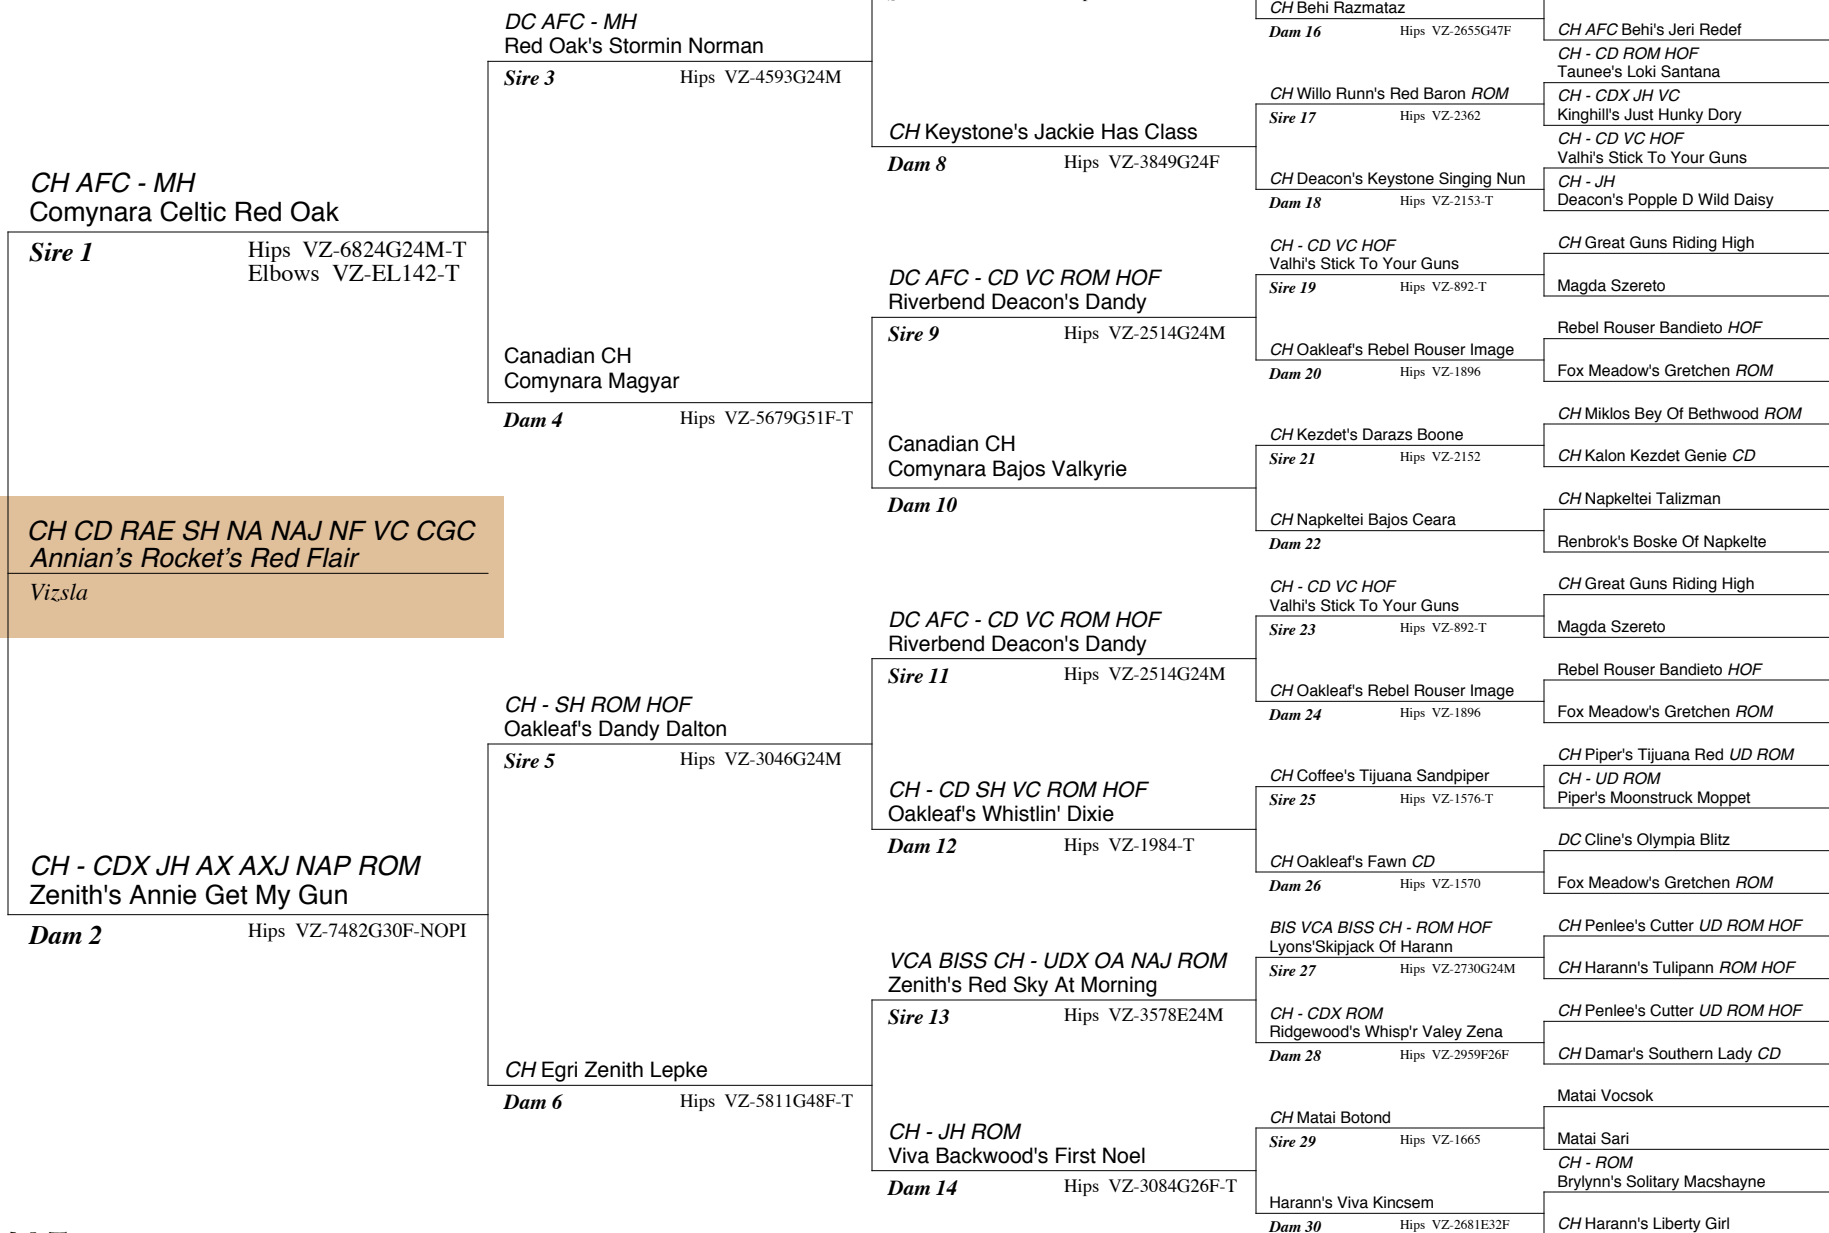 CH AFC - MH
Comynara Celtic Red Oak
Sire 1 Hips VZ-6824G24M-T
Elbows VZ-EL142-T
CH CD RAE SH NA NAJ NF VC CGC
Annian’s Rocket’s Red Flair
Vizsla
CH - CDX JH AX AXJ NAP ROM
Zenith's Annie Get My Gun
Dam 2 Hips VZ-7482G30F-NOPI
DC AFC - MH
Red Oak's Stormin Norman
Sire 3 Hips VZ-4593G24M
Canadian CH
Comynara Magyar
Dam 4 Hips VZ-5679G51F-T
CH - SH ROM HOF
Oakleaf's Dandy Dalton
Sire 5 Hips VZ-3046G24M
CH Egri Zenith Lepke
Dam 6 Hips VZ-5811G48F-T
CH Keystone's Jackie Has Class
Dam 8 Hips VZ-3849G24F
DC AFC - CD VC ROM HOF
Riverbend Deacon's Dandy
Sire 9 Hips VZ-2514G24M
Canadian CH
Comynara Bajos Valkyrie
Dam 10
DC AFC - CD VC ROM HOF
Riverbend Deacon's Dandy
Sire 11 Hips VZ-2514G24M
CH - CD SH VC ROM HOF
Oakleaf's Whistlin' Dixie
Dam 12 Hips VZ-1984-T
VCA BISS CH - UDX OA NAJ ROM
Zenith's Red Sky At Morning
Sire 13 Hips VZ-3578E24M
CH - JH ROM
Viva Backwood's First Noel
Dam 14 Hips VZ-3084G26F-T
CH Behi Razmataz
Dam 16 Hips VZ-2655G47F
CH Willo Runn's Red Baron ROM
Sire 17 Hips VZ-2362
CH Deacon's Keystone Singing Nun
Dam 18 Hips VZ-2153-T
CH - CD VC HOF
Valhi's Stick To Your Guns
Sire 19 Hips VZ-892-T
CH Oakleaf's Rebel Rouser Image
Dam 20 Hips VZ-1896
CH Kezdet's Darazs Boone
Sire 21 Hips VZ-2152
CH Napkeltei Bajos Ceara
Dam 22
CH - CD VC HOF
Valhi's Stick To Your Guns
Sire 23 Hips VZ-892-T
CH Oakleaf's Rebel Rouser Image
Dam 24 Hips VZ-1896
CH Coffee's Tijuana Sandpiper
Sire 25 Hips VZ-1576-T
CH Oakleaf's Fawn CD
Dam 26 Hips VZ-1570
BIS VCA BISS CH - ROM HOF
Lyons'Skipjack Of Harann
Sire 27 Hips VZ-2730G24M
CH - CDX ROM
Ridgewood's Whisp'r Valey Zena
Dam 28 Hips VZ-2959F26F
CH Matai Botond
Sire 29 Hips VZ-1665
Harann's Viva Kincsem
Dam 30 Hips VZ-2681E32F
CH AFC Behi's Jeri Redef
CH - CD ROM HOF
Taunee's Loki Santana
CH - CDX JH VC
Kinghill's Just Hunky Dory
CH - CD VC HOF
Valhi's Stick To Your Guns
CH - JH
Deacon's Popple D Wild Daisy
CH Great Guns Riding High
Magda Szereto
Rebel Rouser Bandieto HOF
Fox Meadow's Gretchen ROM
CH Miklos Bey Of Bethwood ROM
CH Kalon Kezdet Genie CD
CH Napkeltei Talizman
Renbrok's Boske Of Napkelte
CH Great Guns Riding High
Magda Szereto
Rebel Rouser Bandieto HOF
Fox Meadow's Gretchen ROM
CH Piper's Tijuana Red UD ROM
CH - UD ROM
Piper's Moonstruck Moppet
DC Cline's Olympia Blitz
Fox Meadow's Gretchen ROM
CH Penlee's Cutter UD ROM HOF
CH Harann's Tulipann ROM HOF
CH Penlee's Cutter UD ROM HOF
CH Damar's Southern Lady CD
Matai Vocsok
Matai Sari
CH - ROM
Brylynn's Solitary Macshayne
CH Harann's Liberty Girl